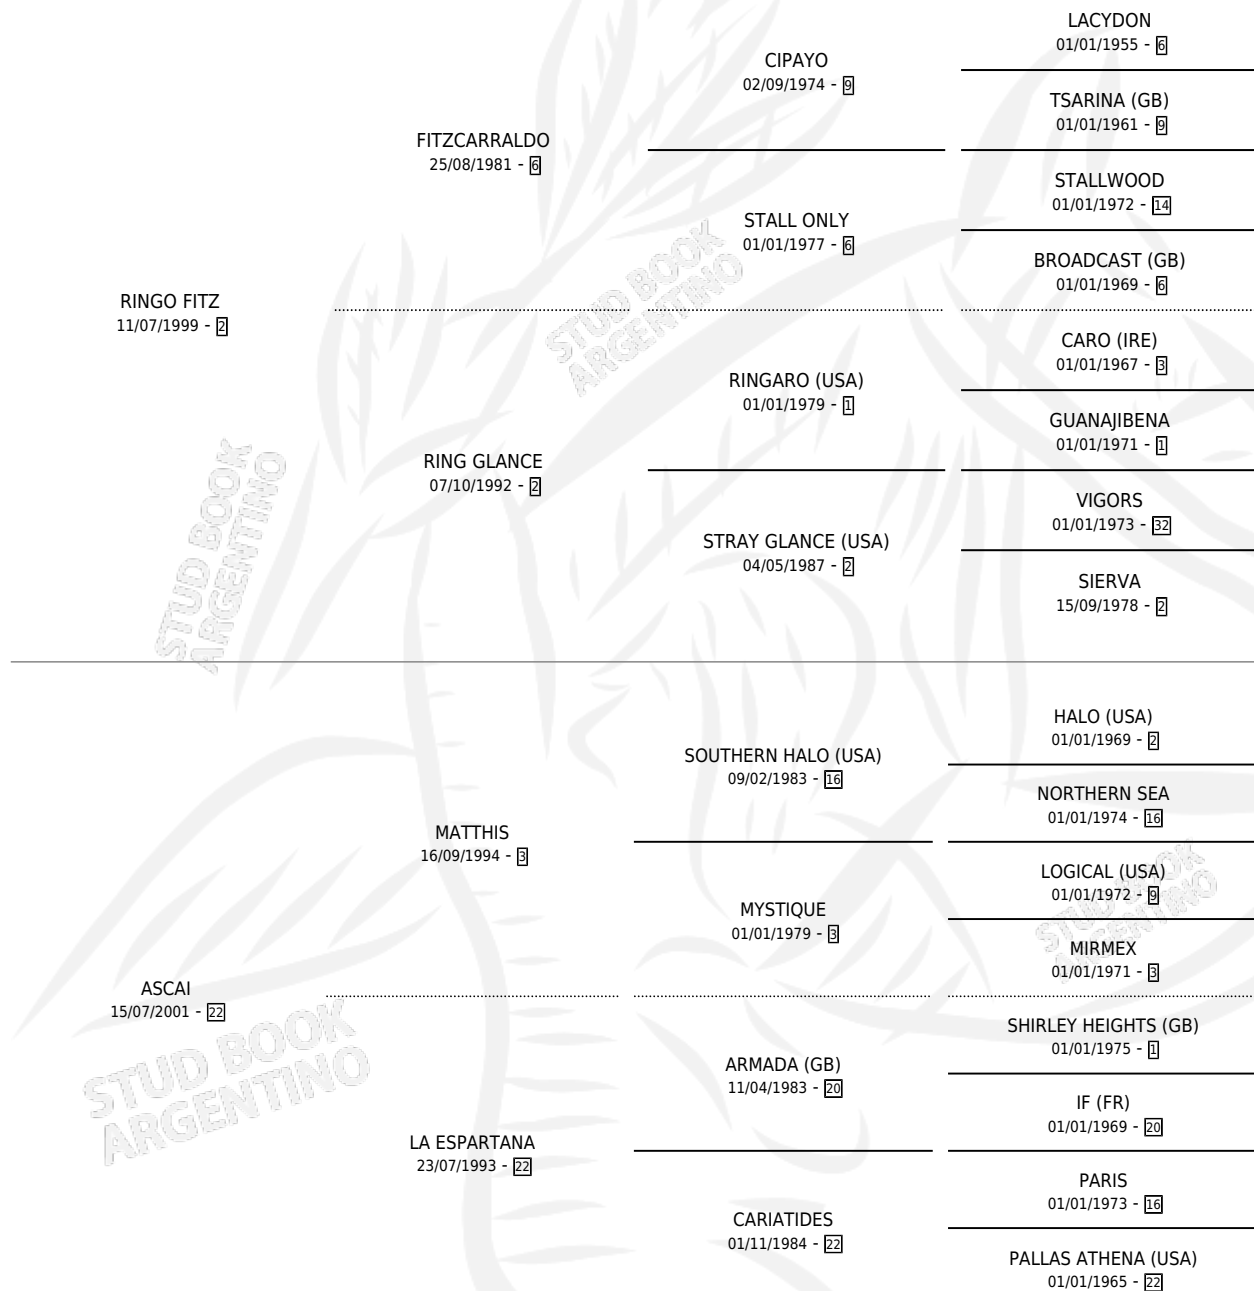 LACYDON
01/01/1955 - 6
CIPAYO
02/09/1974 - 9
TSARINA (GB)
01/01/1961 - 9
FITZCARRALDO
25/08/1981 - 6
STALLWOOD
01/01/1972 - 14
STALL ONLY
01/01/1977 - 6
BROADCAST (GB)
01/01/1969 - 6
RINGO FITZ
11/07/1999 - 2
CARO (IRE)
01/01/1967 - 3
RINGARO (USA)
01/01/1979 - 1
GUANAJIBENA
01/01/1971 - 1
RING GLANCE
07/10/1992 - 2
VIGORS
01/01/1973 - 32
STRAY GLANCE (USA)
04/05/1987 - 2
SIERVA
15/09/1978 - 2
HALO (USA)
01/01/1969 - 2
SOUTHERN HALO (USA)
09/02/1983 - 16
NORTHERN SEA
01/01/1974 - 16
MATTHIS
16/09/1994 - 3
LOGICAL (USA)
01/01/1972 - 9
MYSTIQUE
01/01/1979 - 3
MIRMEX
01/01/1971 - 3
ASCAI
15/07/2001 - 22
SHIRLEY HEIGHTS (GB)
01/01/1975 - 1
ARMADA (GB)
11/04/1983 - 20
IF (FR)
01/01/1969 - 20
LA ESPARTANA
23/07/1993 - 22
PARIS
01/01/1973 - 16
CARIATIDES
01/11/1984 - 22
PALLAS ATHENA (USA)
01/01/1965 - 22
STUD BOOK
ARGENTINO
STUD BOOK
ARGENTINO
STUD BOOK
ARGENTINO
STUD BOOK
ARGENTINO